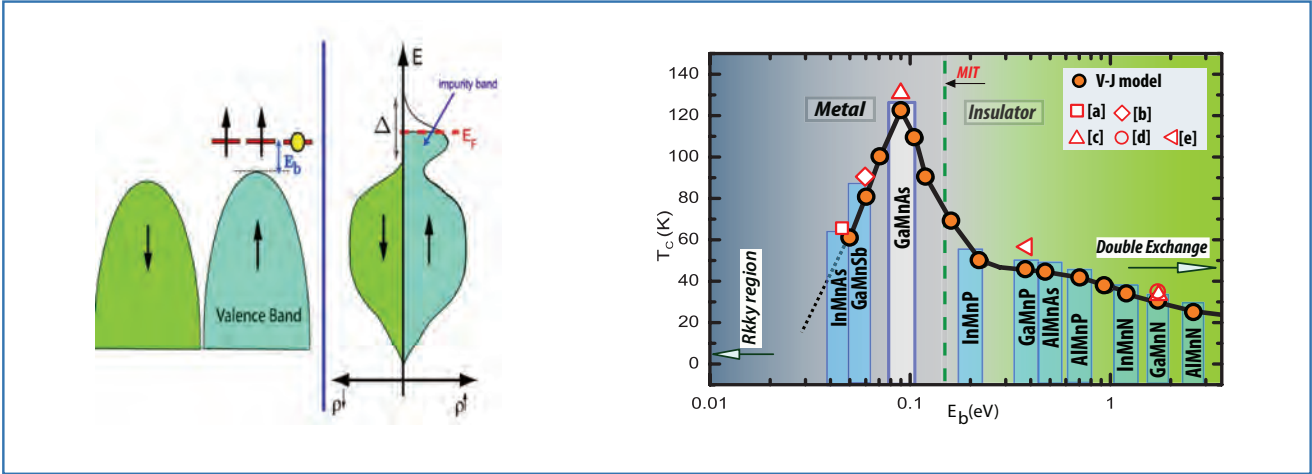 E
impurity band
Δ
E_F
E_b
Valence Band
ρ↓
ρ↑
T_C(K)
140
120
100
80
60
40
20
0
0.01
0.1
1
E_b(eV)
MIT
Metal
Insulator
V-J model
[a]
[b]
[c]
[d]
[e]
Rkky region
Double Exchange
InMnAs
GaMnSb
GaMnAs
InMnP
GaMnP
AlMnAs
AlMnP
InMnN
GaMnN
AlMnN